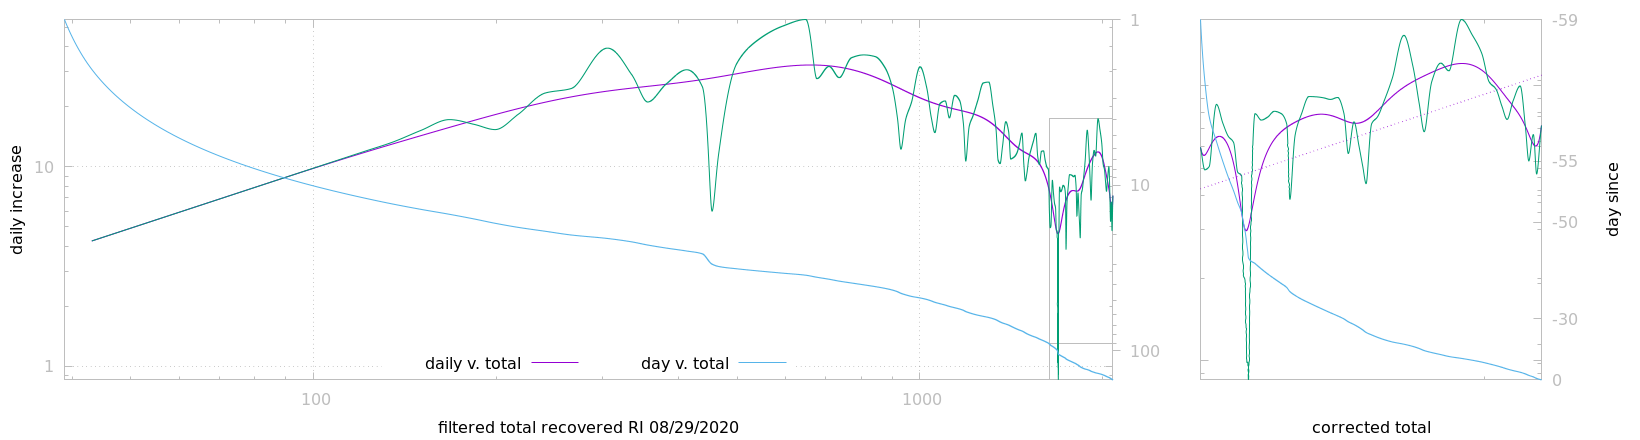 daily increase
10
1
100
1000
1
10
100
daily v. total
day v. total
filtered total recovered RI 08/29/2020
-59
-55
-50
-30
0
day since
corrected total